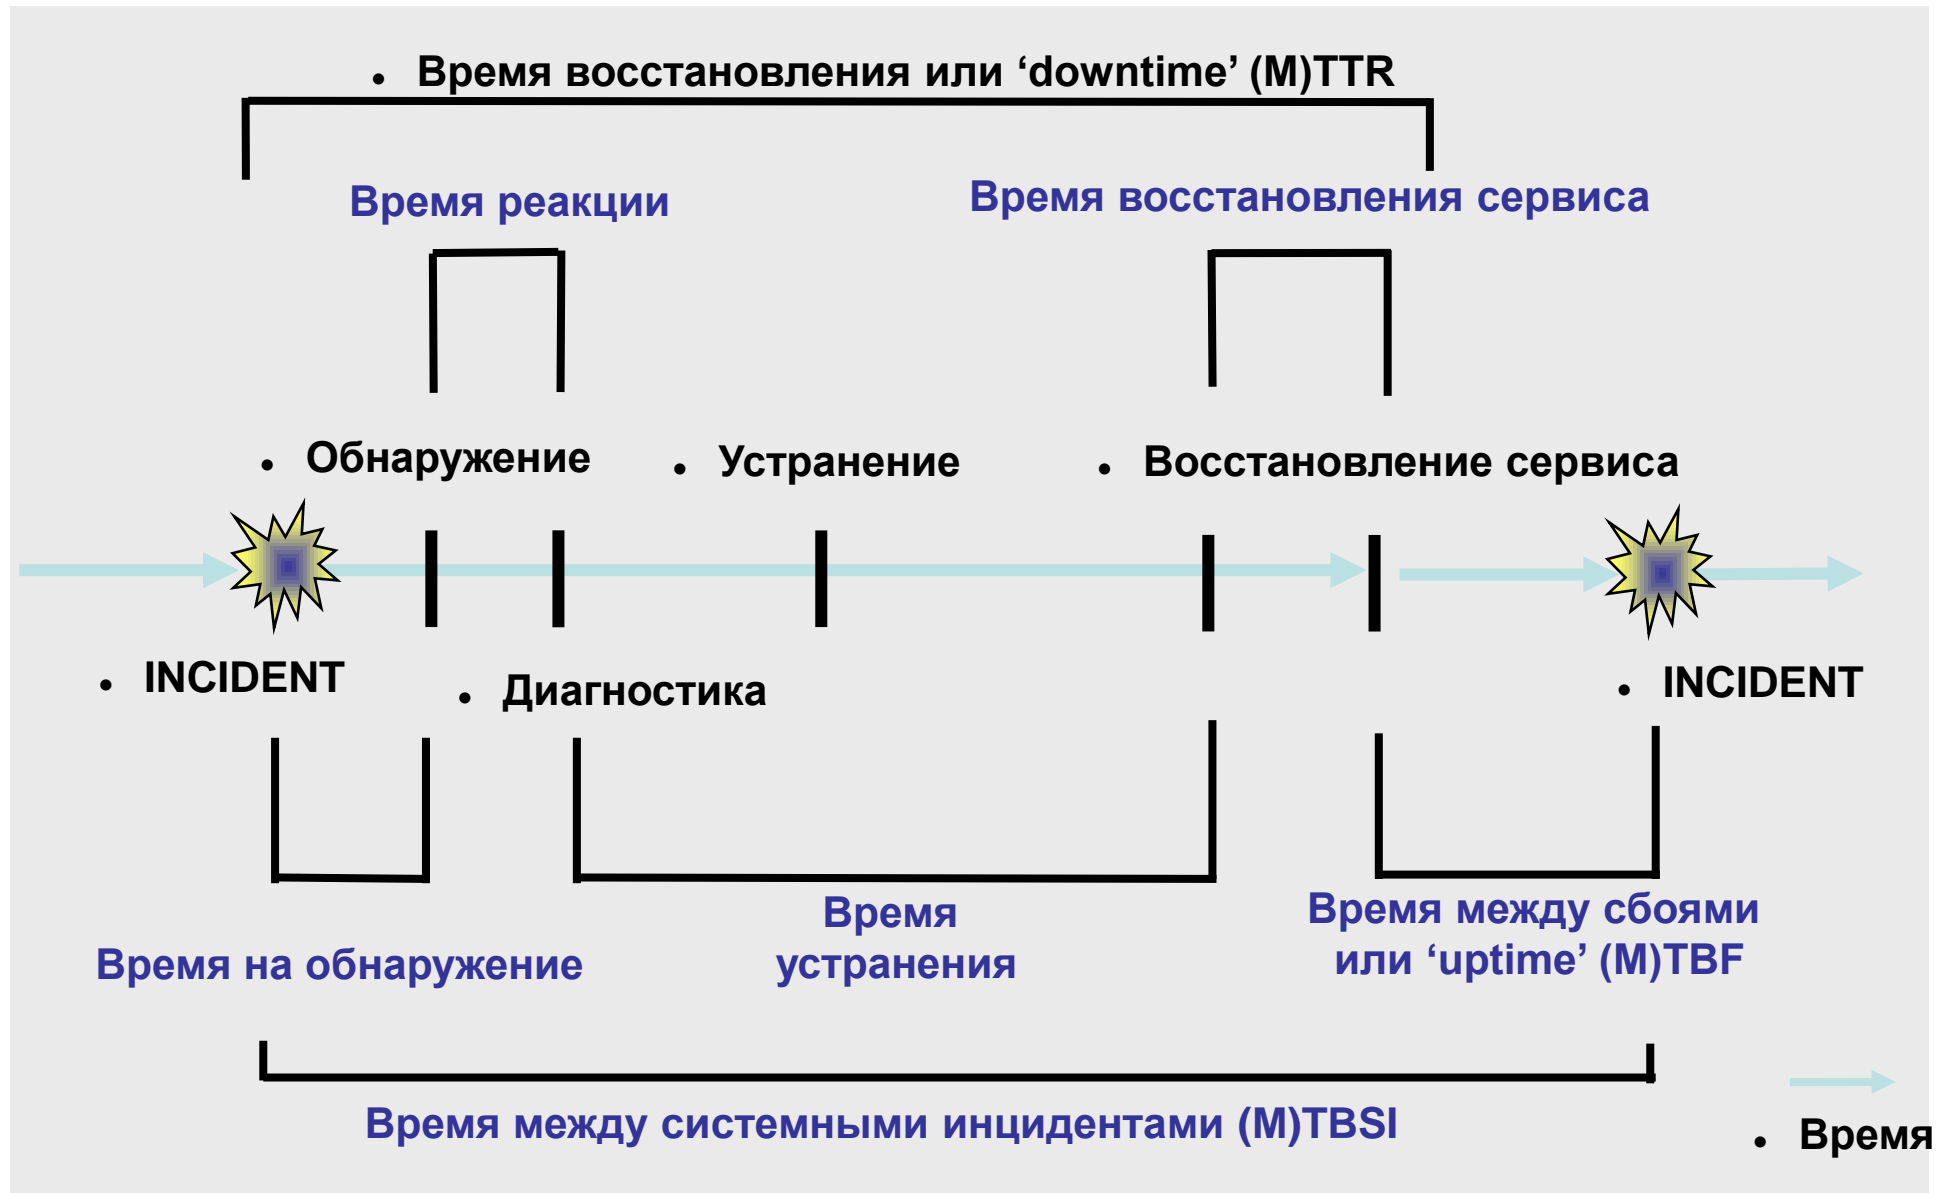 • Время восстановления или ‘downtime’ (M)TTR
Время реакции
Время восстановления сервиса
• Обнаружение
• Устранение
• Восстановление сервиса
• INCIDENT
• Диагностика
• INCIDENT
Время на обнаружение
Время
устранения
Время между сбоями
или ‘uptime’ (M)TBF
Время между системными инцидентами (M)TBSI
• Время